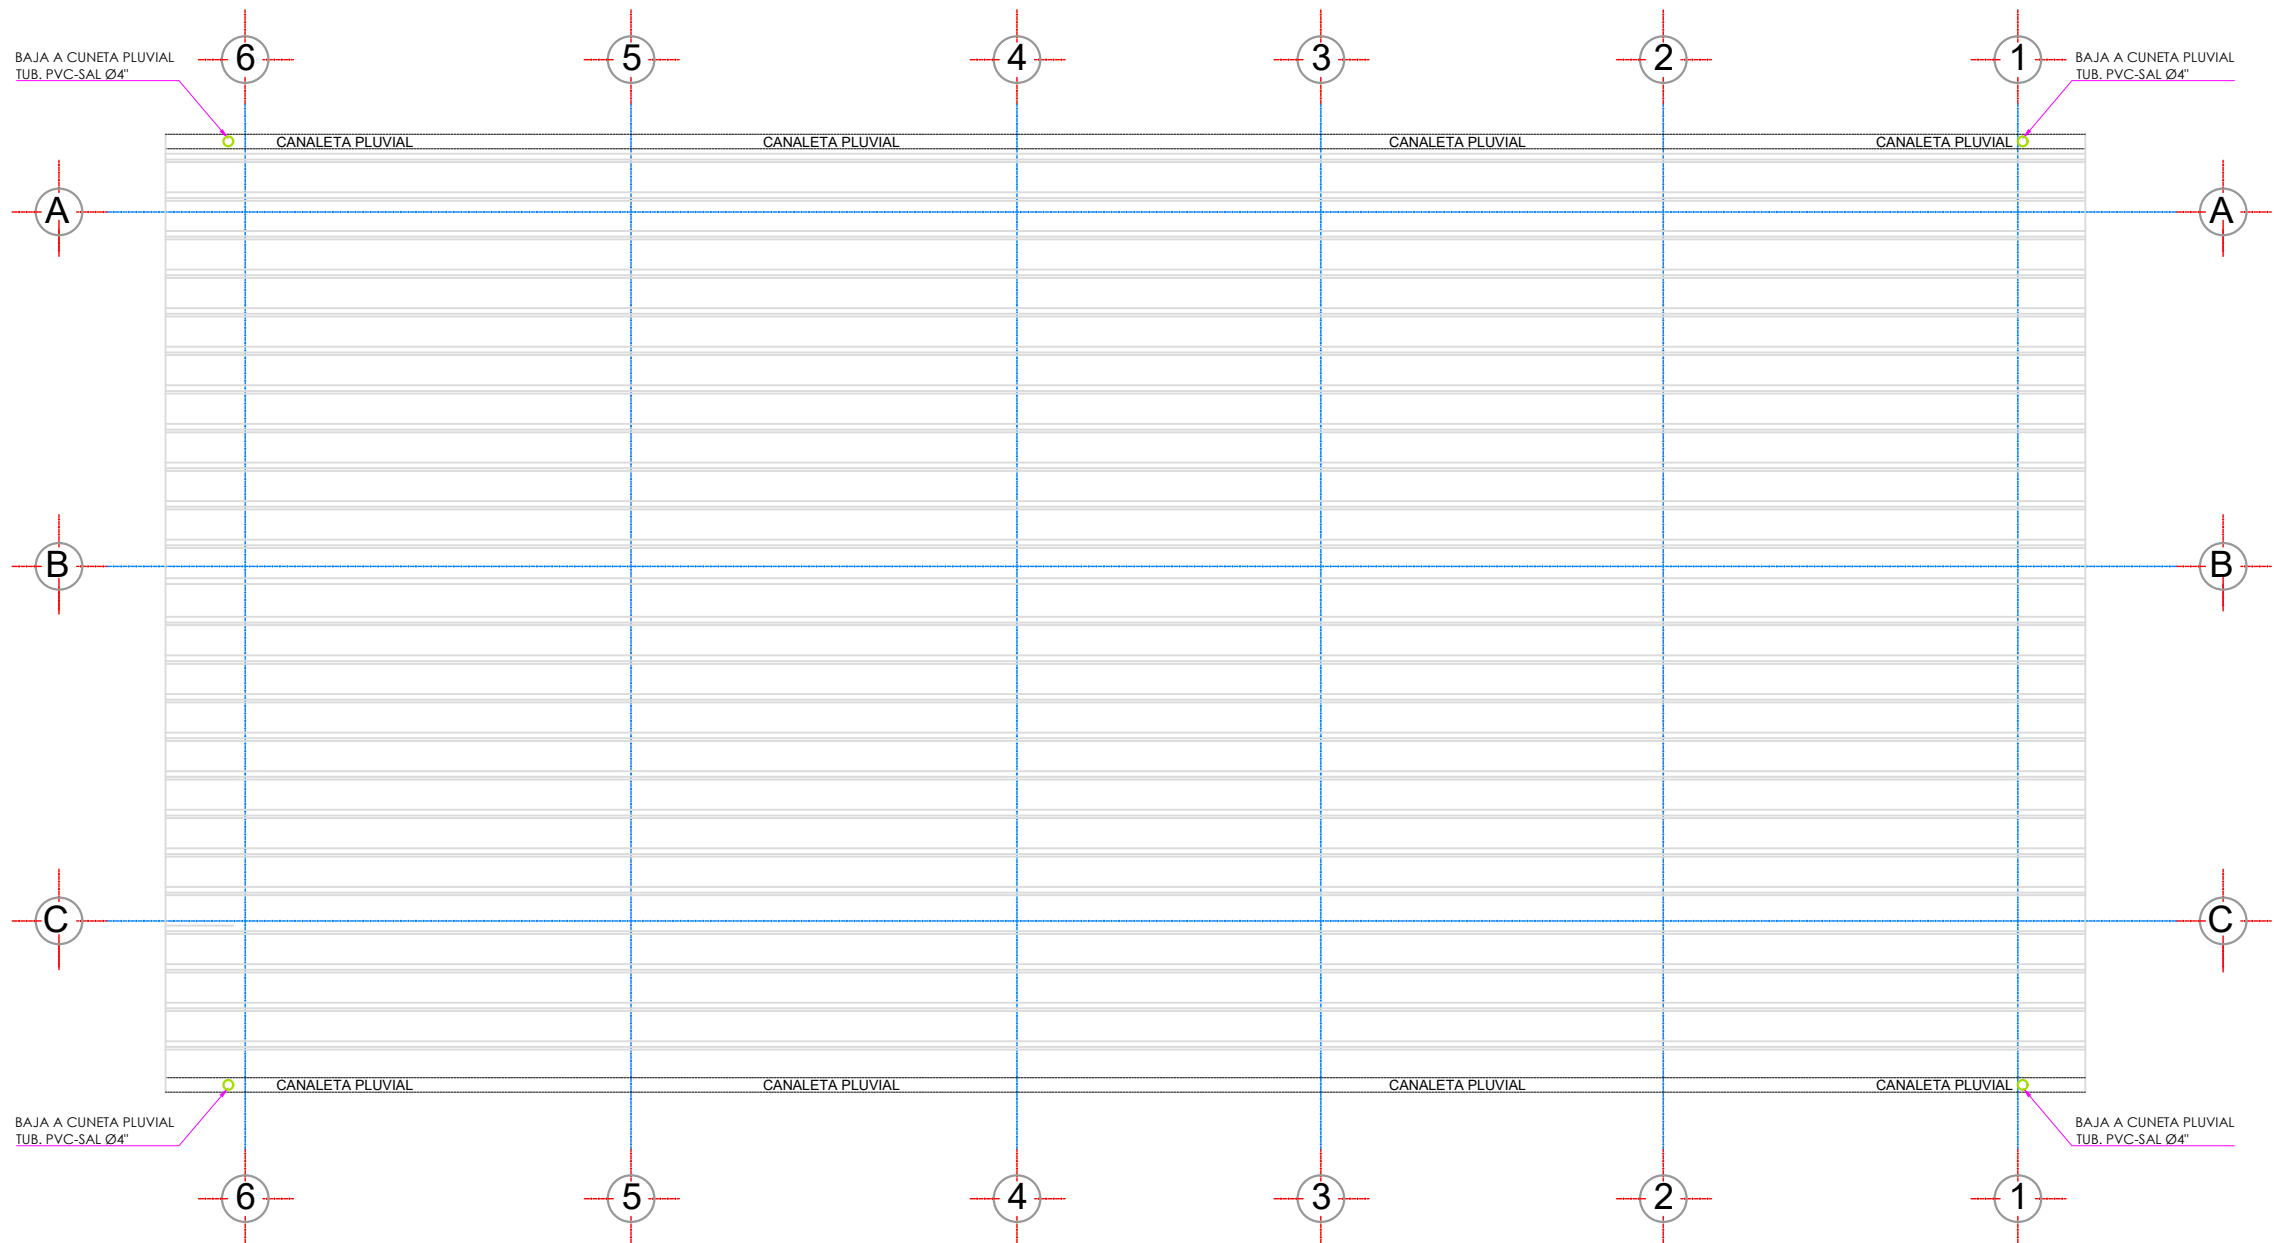 6 5 4 3 2 1
BAJA A CUNETA PLUVIAL
TUB. PVC-SAL Ø4"
BAJA A CUNETA PLUVIAL
TUB. PVC-SAL Ø4"
CANALETA PLUVIAL CANALETA PLUVIAL CANALETA PLUVIAL CANALETA PLUVIAL
A A
B B
C C
CANALETA PLUVIAL CANALETA PLUVIAL CANALETA PLUVIAL CANALETA PLUVIAL
BAJA A CUNETA PLUVIAL
TUB. PVC-SAL Ø4"
BAJA A CUNETA PLUVIAL
TUB. PVC-SAL Ø4"
6 5 4 3 2 1